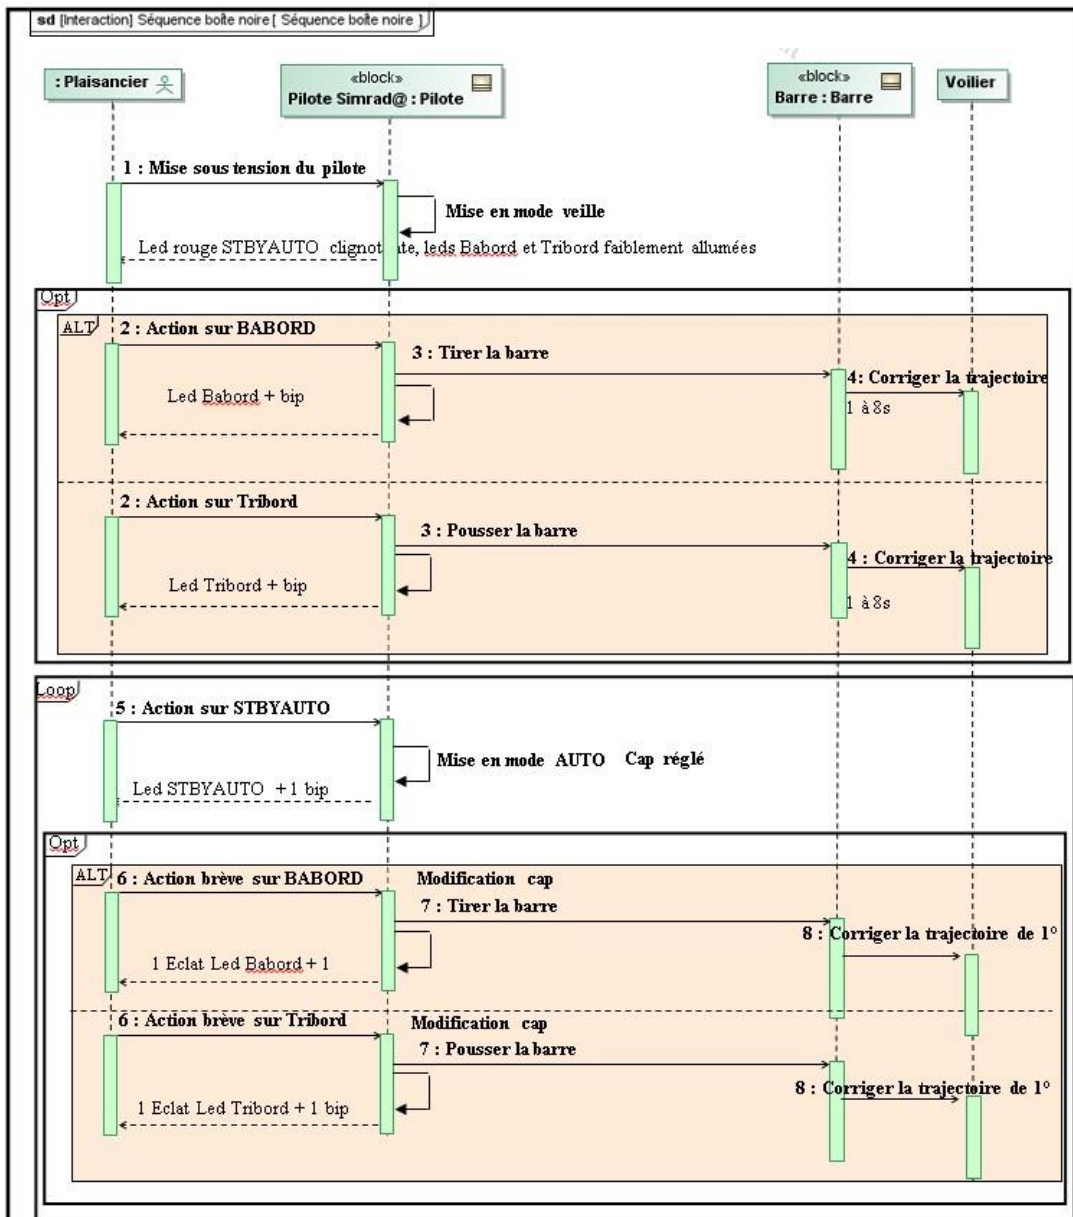 sd [Interaction] Séquence boîte noire [ Séquence boîte noire ]
: Plaisancier
«block»
Pilote Simrad@ : Pilote
«block»
Barre : Barre
Voilier
1 : Mise sous tension du pilote
Mise en mode veille
Led rouge STBYAUTO clignotante, leds Babord et Tribord faiblement allumées
Opt
ALT
2 : Action sur BABORD
3 : Tirer la barre
4: Corriger la trajectoire
Led Babord + bip
1 à 8s
2 : Action sur Tribord
3 : Pousser la barre
4 : Corriger la trajectoire
Led Tribord + bip
1 à 8s
Loop
5 : Action sur STBYAUTO
Mise en mode AUTO Cap réglé
Led STBYAUTO + 1 bip
Opt
ALT
6 : Action brève sur BABORD
Modification cap
7 : Tirer la barre
8 : Corriger la trajectoire de 1°
1 Eclat Led Babord + 1
6 : Action brève sur Tribord
Modification cap
7 : Pousser la barre
8 : Corriger la trajectoire de 1°
1 Eclat Led Tribord + 1 bip